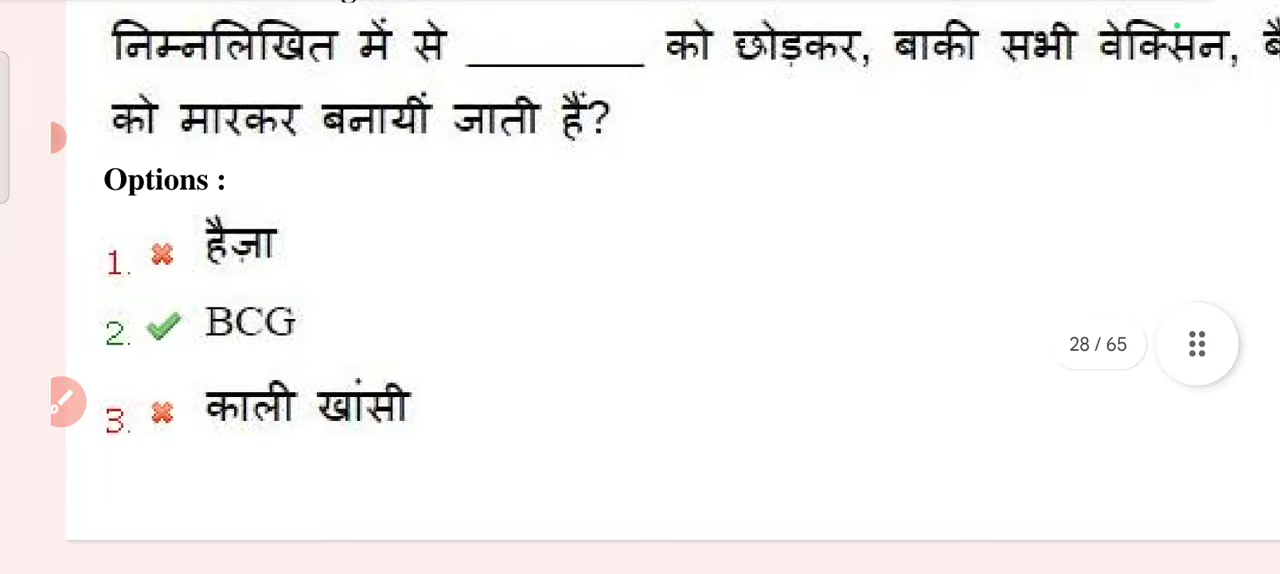 निम्नलिखित में से ________ को छोड़कर, बाकी सभी वेक्सिंन,
को मारकर बनायीं जाती हैं?
Options :
1. हैज़ा
2. BCG
28 / 65
3. काली खांसी